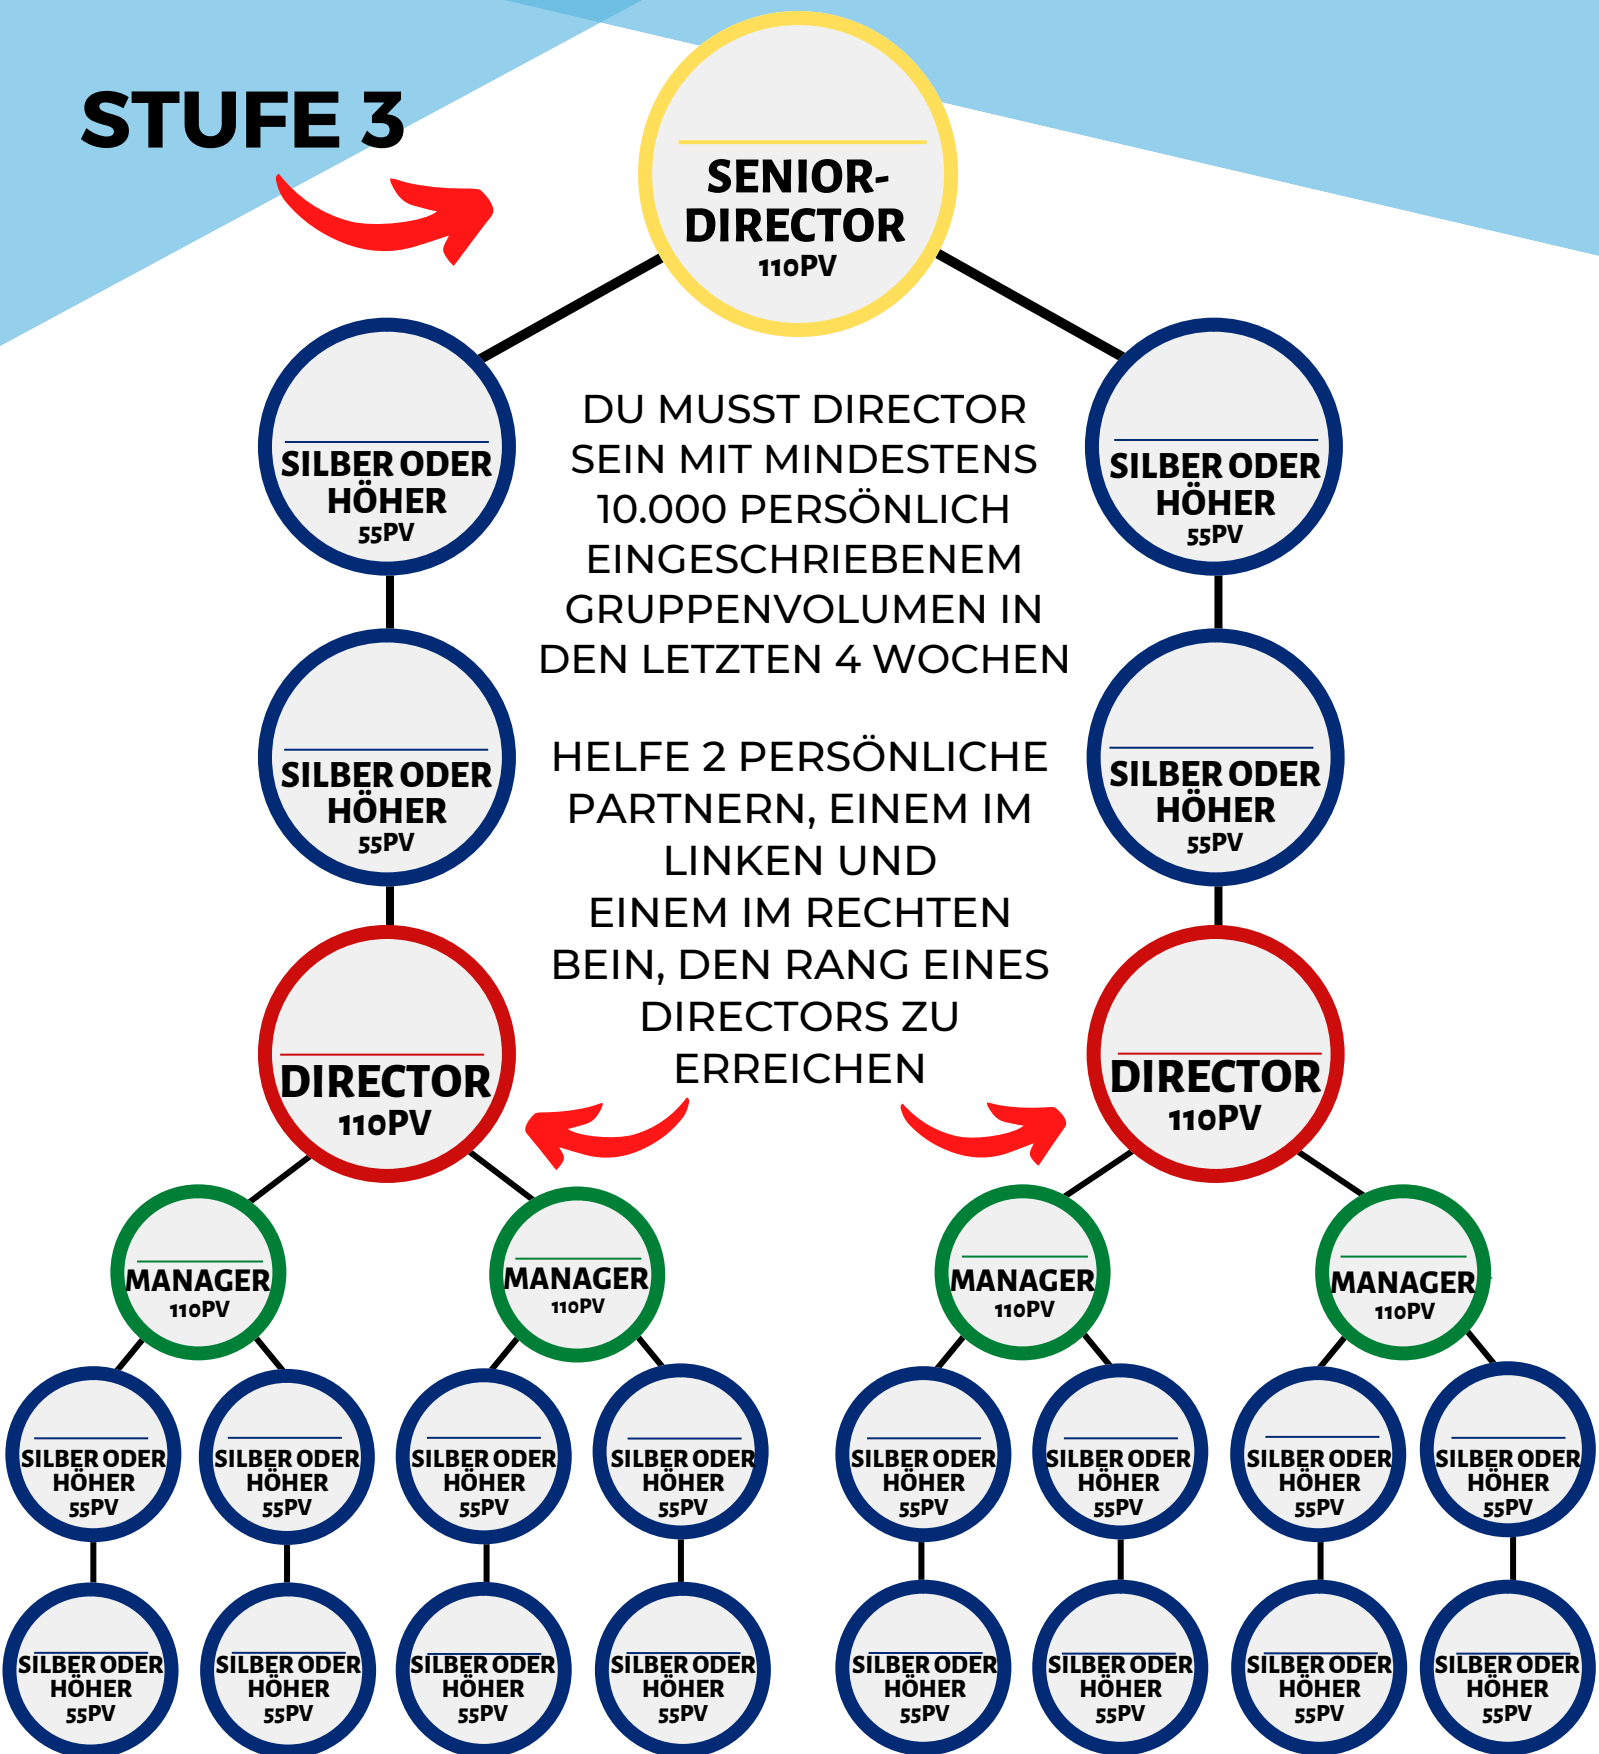 STUFE 3
SENIOR-
DIRECTOR
110PV
SILBER ODER
HÖHER
55PV
DU MUSST DIRECTOR
SEIN MIT MINDESTENS
10.000 PERSÖNLICH
EINGESCHRIEBENEM
GRUPPENVOLUMEN IN
DEN LETZTEN 4 WOCHEN
SILBER ODER
HÖHER
55PV
SILBER ODER
HÖHER
55PV
HELFE 2 PERSÖNLICHE
PARTNERN, EINEM IM
LINKEN UND
EINEM IM RECHTEN
BEIN, DEN RANG EINES
DIRECTORS ZU
ERREICHEN
SILBER ODER
HÖHER
55PV
DIRECTOR
110PV
DIRECTOR
110PV
MANAGER
110PV
MANAGER
110PV
MANAGER
110PV
MANAGER
110PV
SILBER ODER
HÖHER
55PV
SILBER ODER
HÖHER
55PV
SILBER ODER
HÖHER
55PV
SILBER ODER
HÖHER
55PV
SILBER ODER
HÖHER
55PV
SILBER ODER
HÖHER
55PV
SILBER ODER
HÖHER
55PV
SILBER ODER
HÖHER
55PV
SILBER ODER
HÖHER
55PV
SILBER ODER
HÖHER
55PV
SILBER ODER
HÖHER
55PV
SILBER ODER
HÖHER
55PV
SILBER ODER
HÖHER
55PV
SILBER ODER
HÖHER
55PV
SILBER ODER
HÖHER
55PV
SILBER ODER
HÖHER
55PV